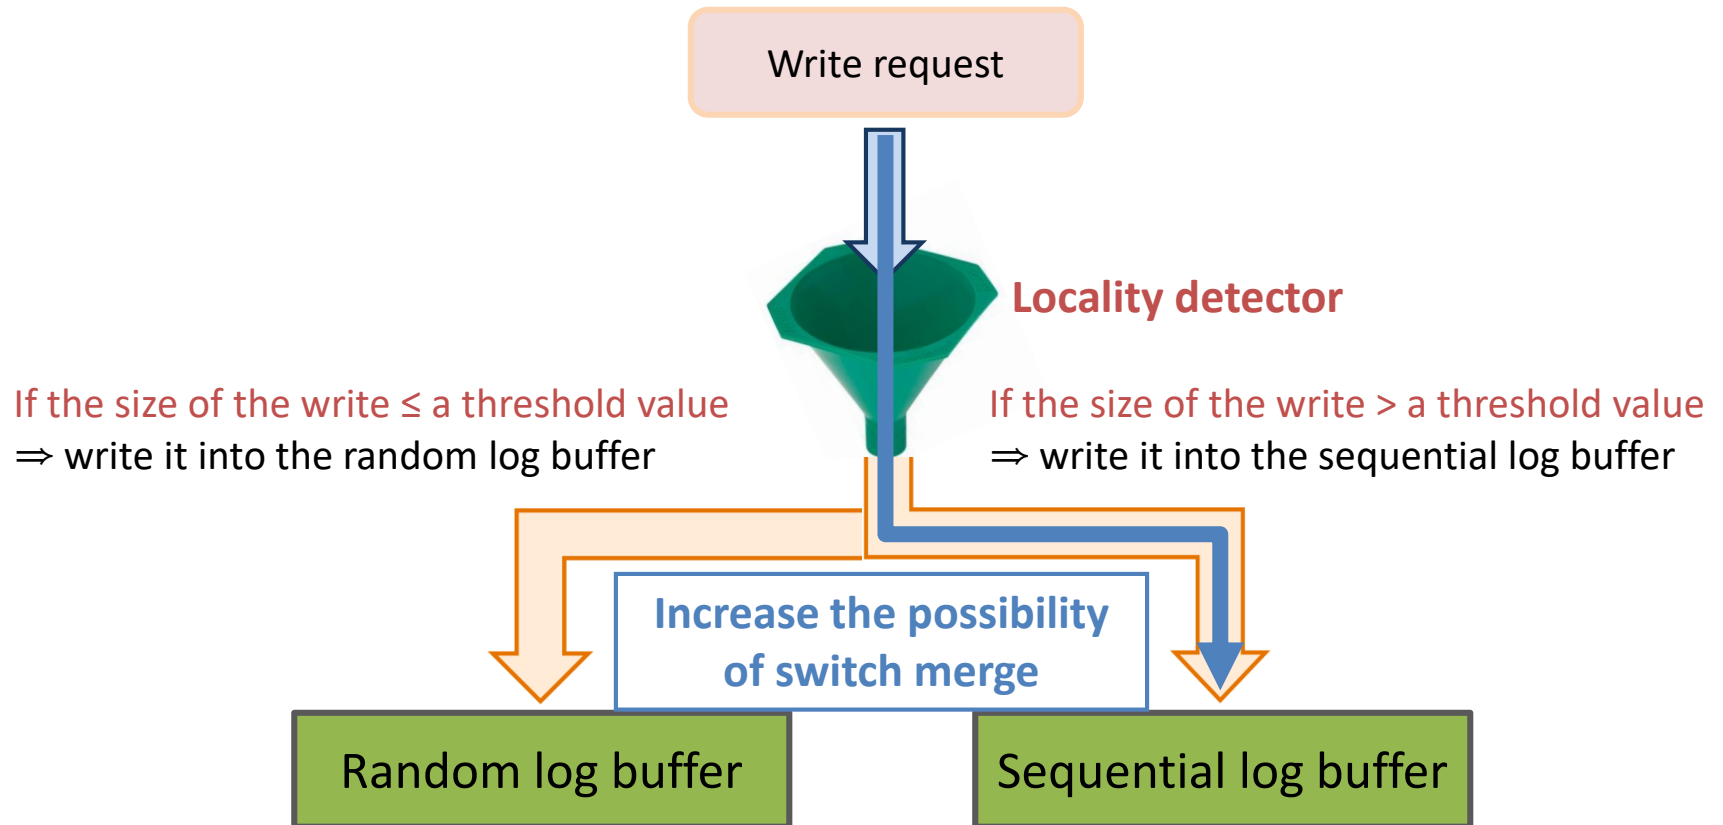 Write request
Locality detector
If the size of the write ≤ a threshold value
⇒ write it into the random log buffer
If the size of the write > a threshold value
⇒ write it into the sequential log buffer
Increase the possibility
of switch merge
Random log buffer
Sequential log buffer